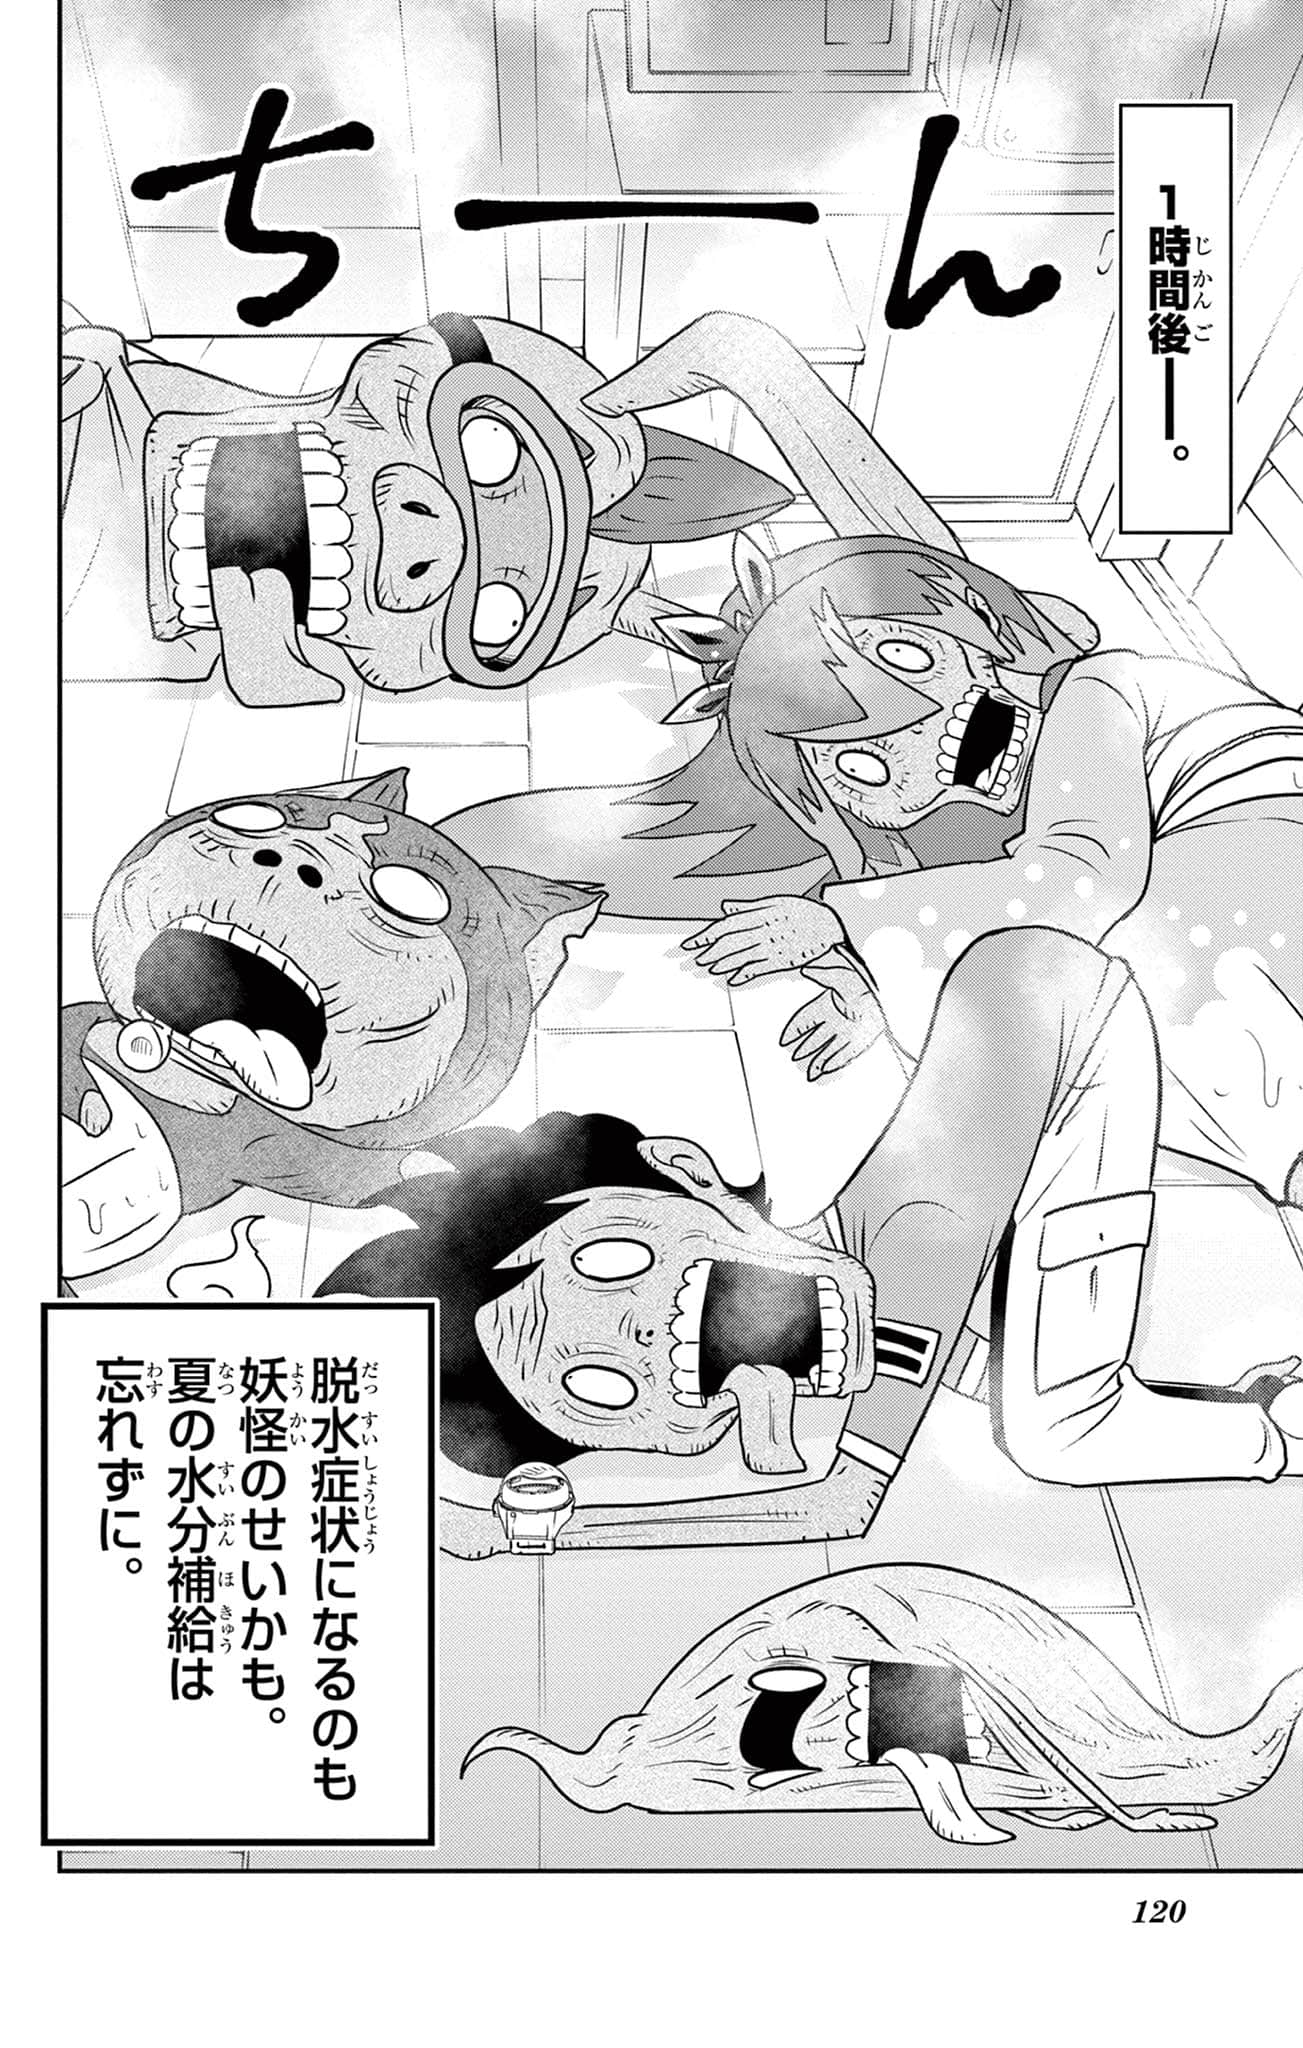 1時間後──。
ちーん
脱水症状になるのも
妖怪のせいかも。
夏の水分補給は
忘れずに。
120